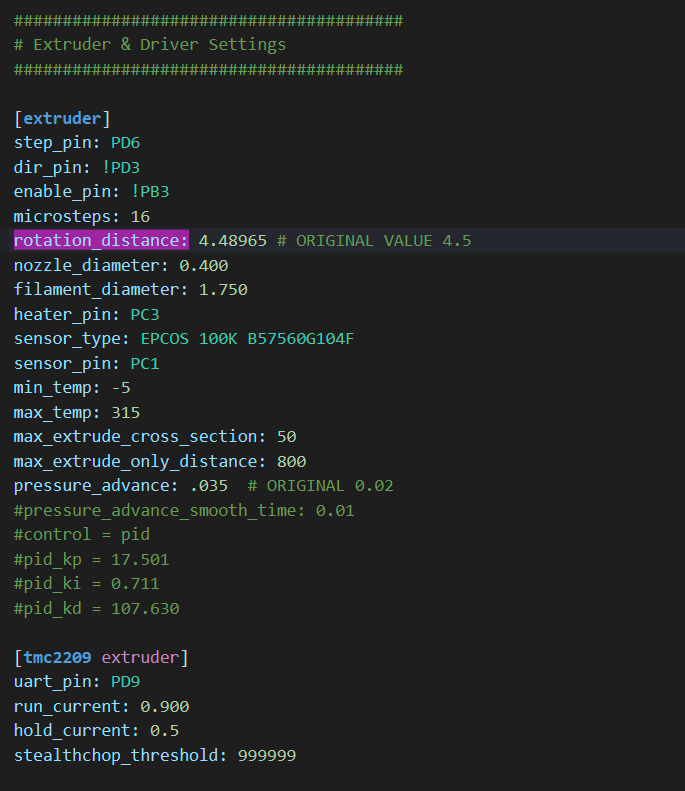 ########################################
# Extruder & Driver Settings
########################################
[extruder]
step_pin: PD6
dir_pin: !PD3
enable_pin: !PB3
microsteps: 16
rotation_distance: 4.48965 # ORIGINAL VALUE 4.5
nozzle_diameter: 0.400
filament_diameter: 1.750
heater_pin: PC3
sensor_type: EPCOS 100K B57560G104F
sensor_pin: PC1
min_temp: -5
max_temp: 315
max_extrude_cross_section: 50
max_extrude_only_distance: 800
pressure_advance: .035  # ORIGINAL 0.02
#pressure_advance_smooth_time: 0.01
#control = pid
#pid_kp = 17.501
#pid_ki = 0.711
#pid_kd = 107.630
[tmc2209 extruder]
uart_pin: PD9
run_current: 0.900
hold_current: 0.5
stealthchop_threshold: 999999